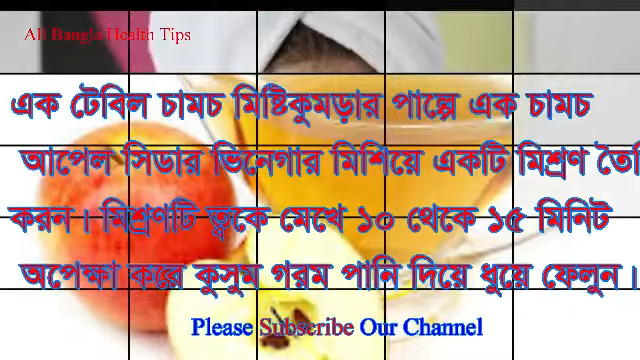 All Bangla Health Tips
এক টেবিল চামচ মিষ্টিকুমড়ার পাল্পে এক চামচ
আপেল সিডার ভিনেগার মিশিয়ে একটি মিশ্রণ তৈরি
করন। মিশ্রণটি ত্বকে মেখে ১০ থেকে ১৫ মিনিট
অপেক্ষা করে কুসুম গরম পানি দিয়ে ধুয়ে ফেলুন।
Please Subscribe Our Channel